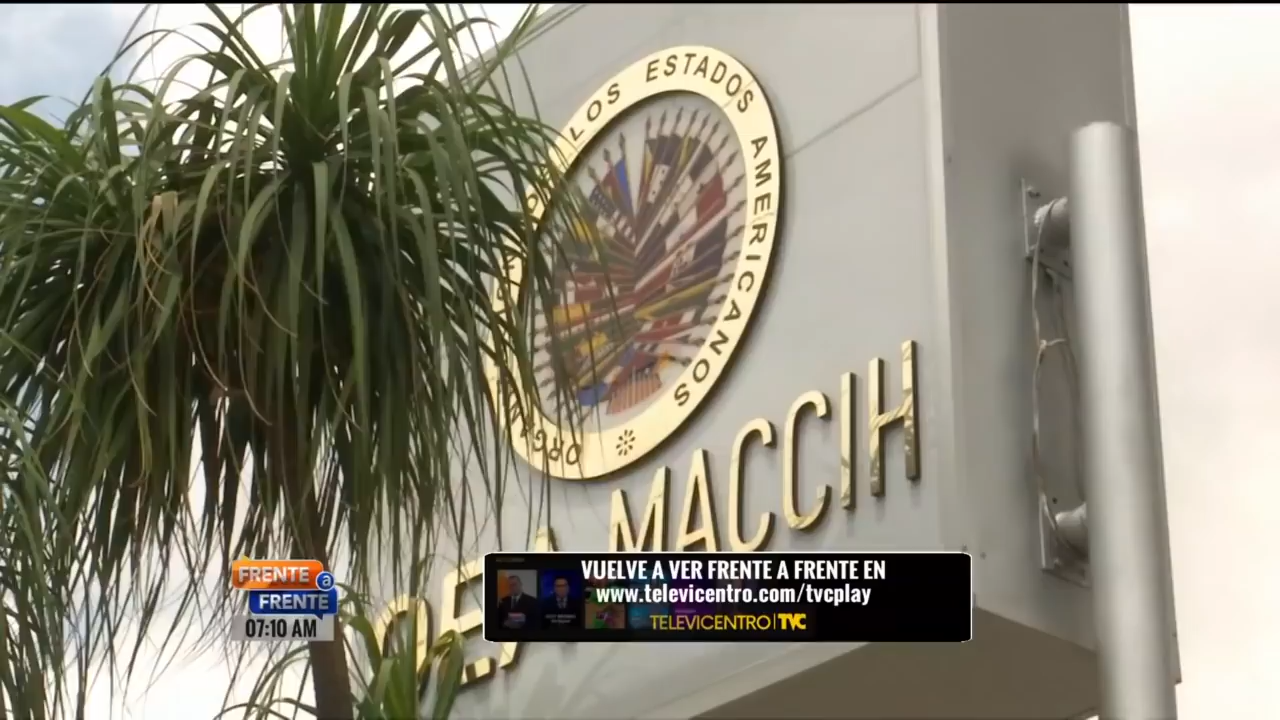 LOS ESTADOS AMERICANOS
OEA MACCIH
FRENTE a
FRENTE
07:10 AM
VUELVE A VER FRENTE A FRENTE EN
www.televicentro.com/tvcplay
TELEVICENTRO | TVC